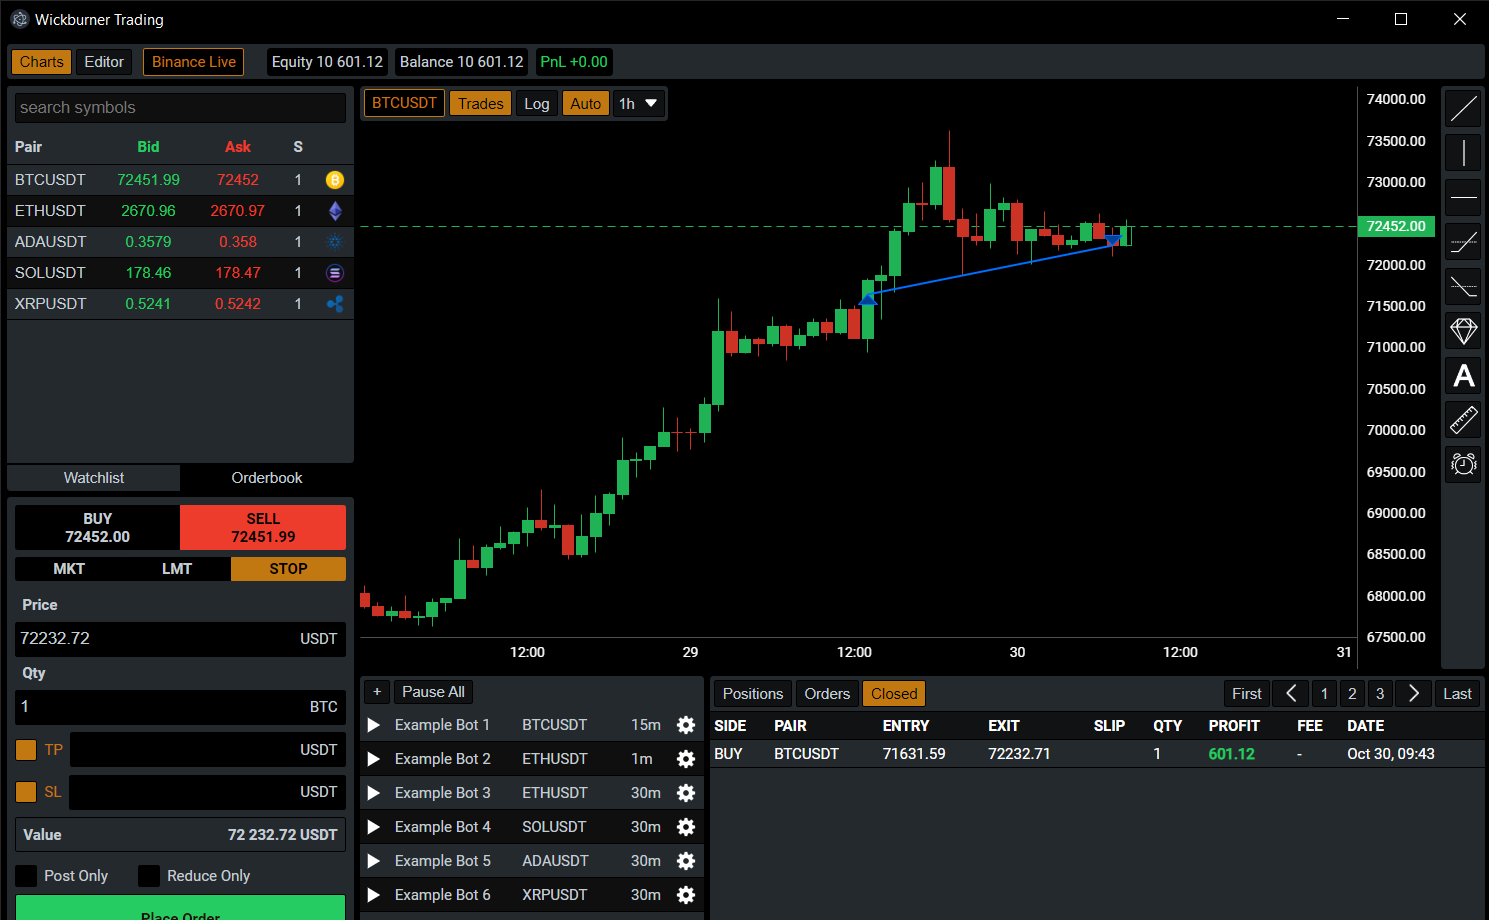 Wickburner Trading
Charts Editor Binance Live Equity 10 601.12 Balance 10 601.12 PnL +0.00
search symbols
Pair Bid Ask S
BTCUSDT 72451.99 72452 1
ETHUSDT 2670.96 2670.97 1
ADAUSDT 0.3579 0.358 1
SOLUSDT 178.46 178.47 1
XRPUSDT 0.5241 0.5242 1
Watchlist Orderbook
BUY SELL
72452.00 72451.99
MKT LMT STOP
Price
72232.72 USDT
Qty
1 BTC
TP USDT
SL USDT
Value 72 232.72 USDT
Post Only Reduce Only
Place Order
BTCUSDT Trades Log Auto 1h
74000.00
73500.00
73000.00
72452.00
72000.00
71500.00
71000.00
70500.00
70000.00
69500.00
69000.00
68500.00
68000.00
67500.00
12:00 29 12:00 30 12:00 31
A
+ Pause All
Example Bot 1 BTCUSDT 15m
Example Bot 2 ETHUSDT 1m
Example Bot 3 ETHUSDT 30m
Example Bot 4 SOLUSDT 30m
Example Bot 5 ADAUSDT 30m
Example Bot 6 XRPUSDT 30m
Positions Orders Closed First 1 2 3 Last
SIDE PAIR ENTRY EXIT SLIP QTY PROFIT FEE DATE
BUY BTCUSDT 71631.59 72232.71 1 601.12 - Oct 30, 09:43